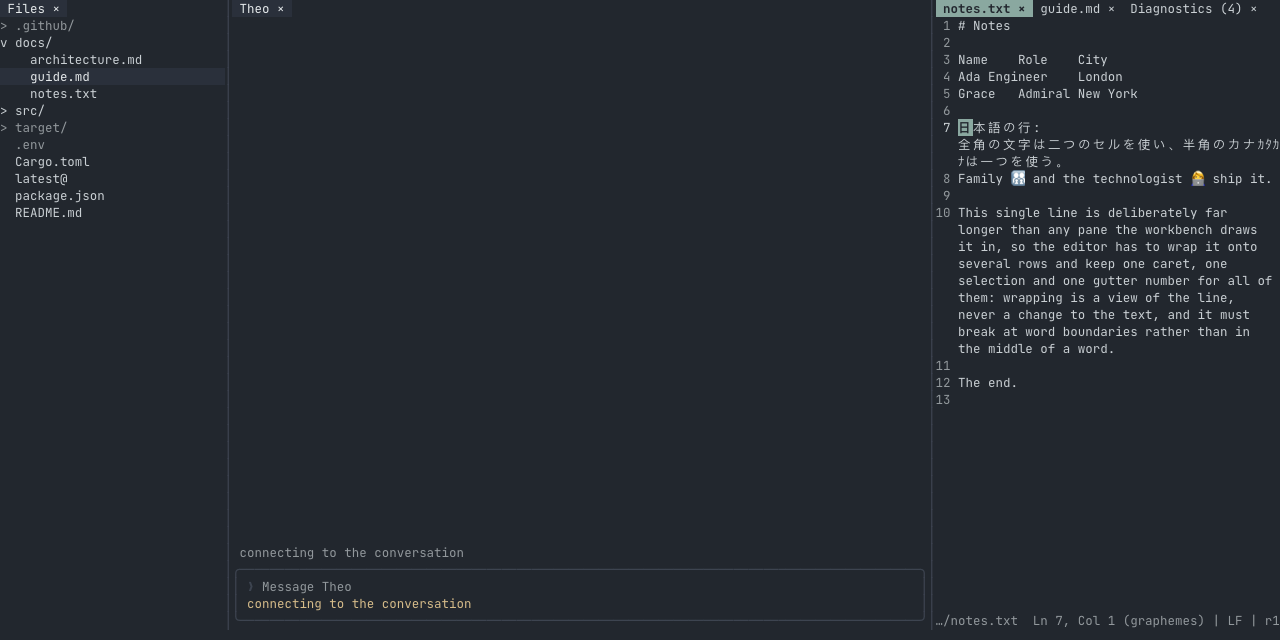 Files ×
> .github/
v docs/
architecture.md
guide.md
notes.txt
> src/
> target/
.env
Cargo.toml
latest@
package.json
README.md
Theo ×
connecting to the conversation
⟩ Message Theo
connecting to the conversation
notes.txt × guide.md × Diagnostics (4) ×
1 # Notes
2
3 Name Role City
4 Ada Engineer London
5 Grace Admiral New York
6
7 日本語の行:
全角の文字は二つのセルを使い、半角のカナｶﾀｶ
ﾅは一つを使う。
8 Family and the technologist ship it.
9
10 This single line is deliberately far
longer than any pane the workbench draws
it in, so the editor has to wrap it onto
several rows and keep one caret, one
selection and one gutter number for all of
them: wrapping is a view of the line,
never a change to the text, and it must
break at word boundaries rather than in
the middle of a word.
11
12 The end.
13
…/notes.txt Ln 7, Col 1 (graphemes) | LF | r1